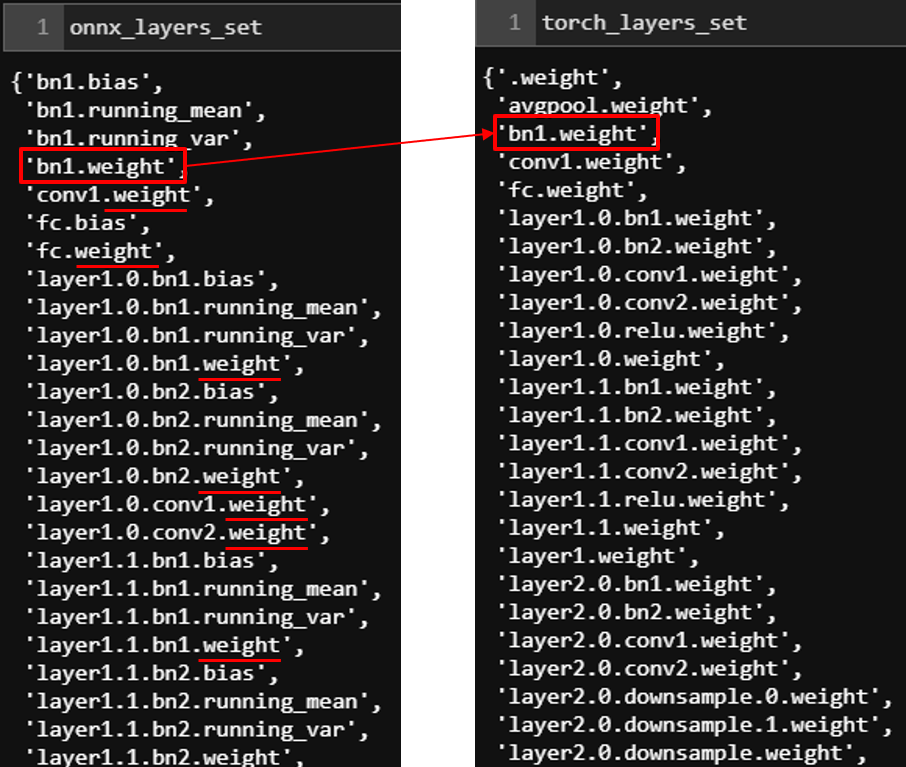 1 onnx_layers_set
{'bn1.bias',
'bn1.running_mean',
'bn1.running_var',
'bn1.weight',
'conv1.weight',
'fc.bias',
'fc.weight',
'layer1.0.bn1.bias',
'layer1.0.bn1.running_mean',
'layer1.0.bn1.running_var',
'layer1.0.bn1.weight',
'layer1.0.bn2.bias',
'layer1.0.bn2.running_mean',
'layer1.0.bn2.running_var',
'layer1.0.bn2.weight',
'layer1.0.conv1.weight',
'layer1.0.conv2.weight',
'layer1.1.bn1.bias',
'layer1.1.bn1.running_mean',
'layer1.1.bn1.running_var',
'layer1.1.bn1.weight',
'layer1.1.bn2.bias',
'layer1.1.bn2.running_mean',
'layer1.1.bn2.running_var',
'layer1.1.bn2.weight',
1 torch_layers_set
{'.weight',
'avgpool.weight',
'bn1.weight',
'conv1.weight',
'fc.weight',
'layer1.0.bn1.weight',
'layer1.0.bn2.weight',
'layer1.0.conv1.weight',
'layer1.0.conv2.weight',
'layer1.0.relu.weight',
'layer1.0.weight',
'layer1.1.bn1.weight',
'layer1.1.bn2.weight',
'layer1.1.conv1.weight',
'layer1.1.conv2.weight',
'layer1.1.relu.weight',
'layer1.1.weight',
'layer1.weight',
'layer2.0.bn1.weight',
'layer2.0.bn2.weight',
'layer2.0.conv1.weight',
'layer2.0.conv2.weight',
'layer2.0.downsample.0.weight',
'layer2.0.downsample.1.weight',
'layer2.0.downsample.weight',